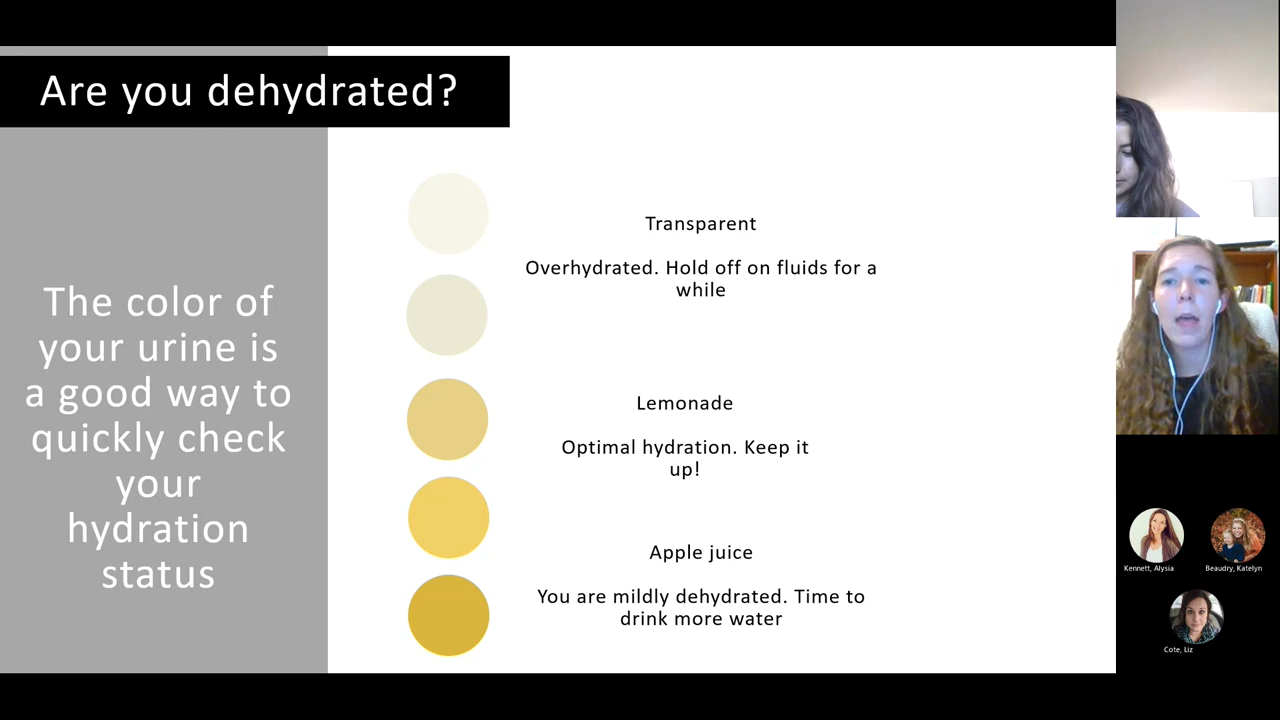 Are you dehydrated?
The color of
your urine is
a good way to
quickly check
your
hydration
status
Transparent
Overhydrated. Hold off on fluids for a
while
Lemonade
Optimal hydration. Keep it
up!
Apple juice
You are mildly dehydrated. Time to
drink more water
Kennett, Alysia
Beaudry, Katelyn
Cote, Liz